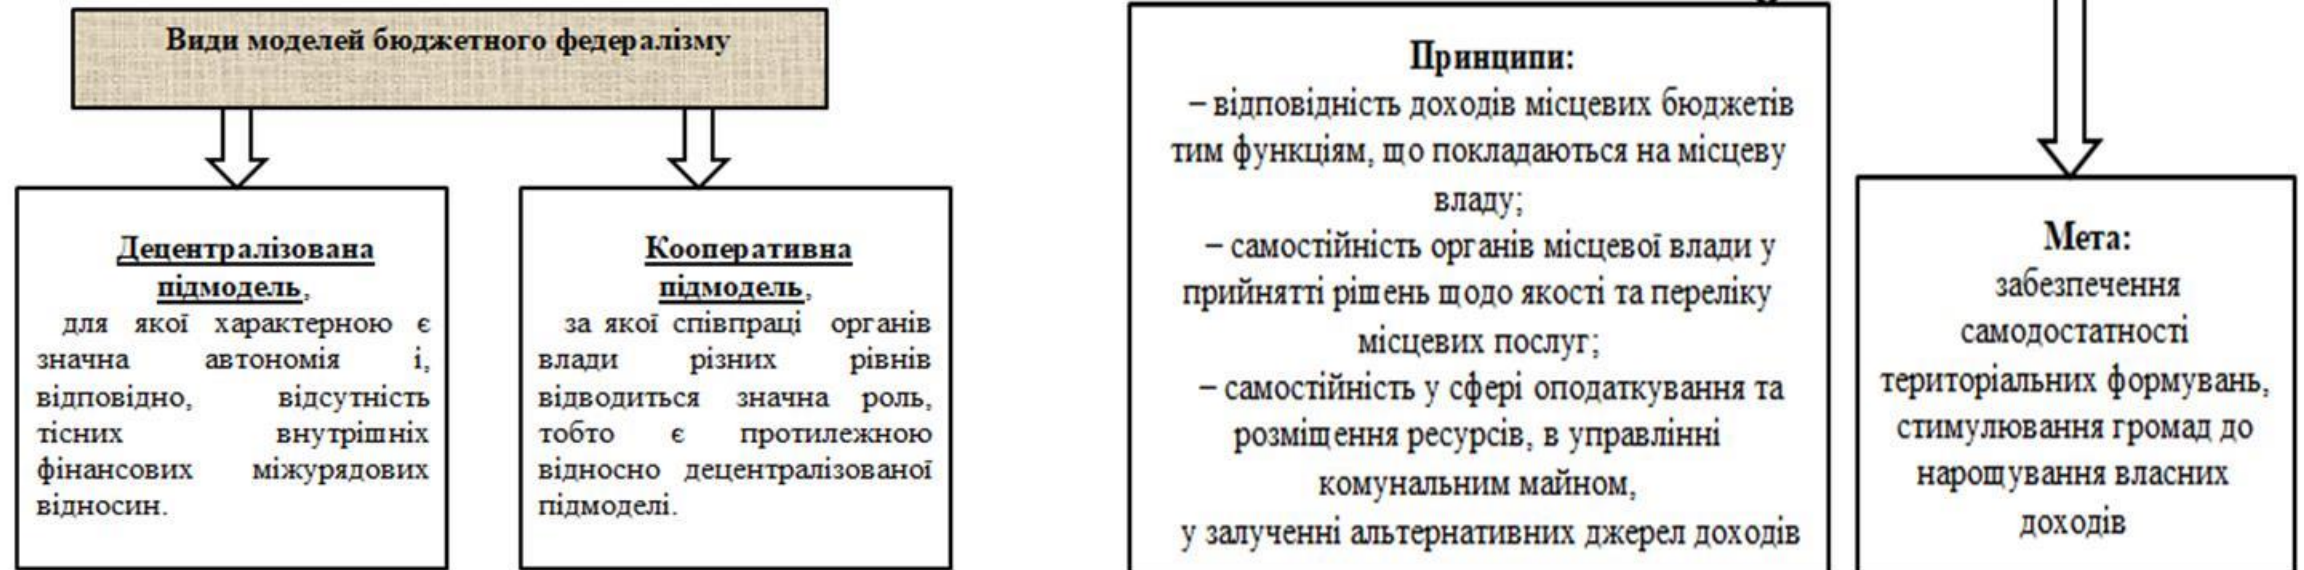 Види моделей бюджетного федералізму
Децентралізована
підмодель,
для якої характерною є
значна автономія і,
відповідно, відсутність
тісних внутрішніх
фінансових міжурядових
відносин.
Кооперативна
підмодель,
за якої співпраці органів
влади різних рівнів
відводиться значна роль,
тобто є протилежною
відносно децентралізованої
підмоделі.
Принципи:
– відповідність доходів місцевих бюджетів
тим функціям, що покладаються на місцеву
владу;
– самостійність органів місцевої влади у
прийнятті рішень щодо якості та переліку
місцевих послуг;
– самостійність у сфері оподаткування та
розміщення ресурсів, в управлінні
комунальним майном,
у залученні альтернативних джерел доходів
Мета:
забезпечення
самодостатності
територіальних формувань,
стимулювання громад до
нарощування власних
доходів